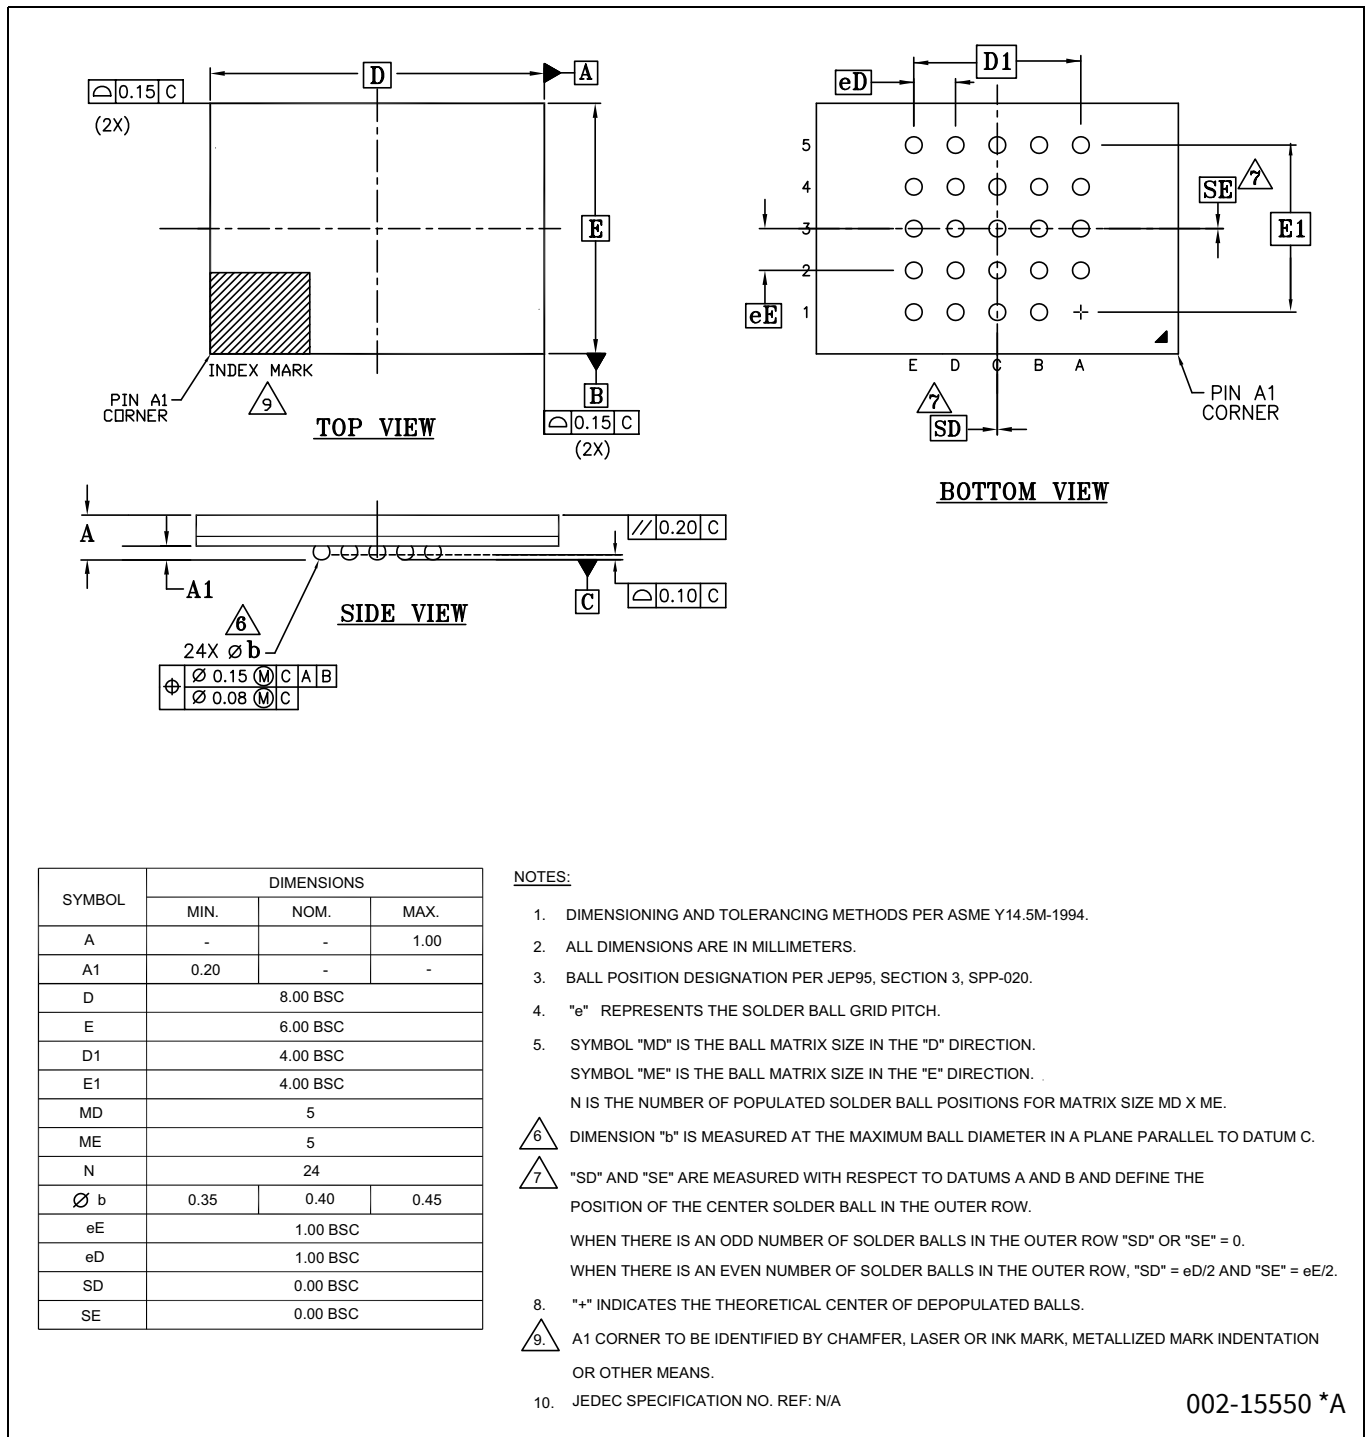 D
A
0.15 C
(2X)
E
INDEX MARK
9
PIN A1
CORNER
B
0.15 C
(2X)
TOP VIEW
D1
eD
5
4
3
2
1
SE
7
E1
eE
E D C B A
7
SD
PIN A1
CORNER
BOTTOM VIEW
A
A1
// 0.20 C
C
0.10 C
SIDE VIEW
6
24X Ø b
⌖ Ø 0.15 Ⓜ C A B
Ø 0.08 Ⓜ C
SYMBOL DIMENSIONS
MIN. NOM. MAX.
A - - 1.00
A1 0.20 - -
D 8.00 BSC
E 6.00 BSC
D1 4.00 BSC
E1 4.00 BSC
MD 5
ME 5
N 24
Ø b 0.35 0.40 0.45
eE 1.00 BSC
eD 1.00 BSC
SD 0.00 BSC
SE 0.00 BSC
NOTES:
1. DIMENSIONING AND TOLERANCING METHODS PER ASME Y14.5M-1994.
2. ALL DIMENSIONS ARE IN MILLIMETERS.
3. BALL POSITION DESIGNATION PER JEP95, SECTION 3, SPP-020.
4. "e" REPRESENTS THE SOLDER BALL GRID PITCH.
5. SYMBOL "MD" IS THE BALL MATRIX SIZE IN THE "D" DIRECTION.
SYMBOL "ME" IS THE BALL MATRIX SIZE IN THE "E" DIRECTION.
N IS THE NUMBER OF POPULATED SOLDER BALL POSITIONS FOR MATRIX SIZE MD X ME.
6 DIMENSION "b" IS MEASURED AT THE MAXIMUM BALL DIAMETER IN A PLANE PARALLEL TO DATUM C.
7 "SD" AND "SE" ARE MEASURED WITH RESPECT TO DATUMS A AND B AND DEFINE THE
POSITION OF THE CENTER SOLDER BALL IN THE OUTER ROW.
WHEN THERE IS AN ODD NUMBER OF SOLDER BALLS IN THE OUTER ROW "SD" OR "SE" = 0.
WHEN THERE IS AN EVEN NUMBER OF SOLDER BALLS IN THE OUTER ROW, "SD" = eD/2 AND "SE" = eE/2.
8. "+" INDICATES THE THEORETICAL CENTER OF DEPOPULATED BALLS.
9. A1 CORNER TO BE IDENTIFIED BY CHAMFER, LASER OR INK MARK, METALLIZED MARK INDENTATION
OR OTHER MEANS.
10. JEDEC SPECIFICATION NO. REF: N/A
002-15550 *A